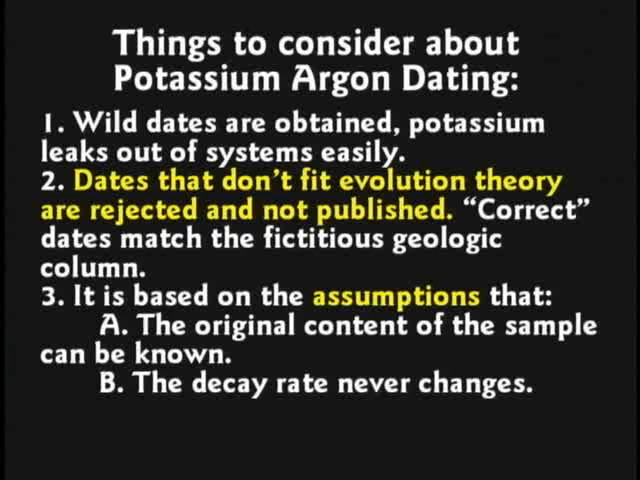 Things to consider about
Potassium Argon Dating:
1. Wild dates are obtained, potassium
leaks out of systems easily.
2. Dates that don't fit evolution theory
are rejected and not published. "Correct"
dates match the fictitious geologic
column.
3. It is based on the assumptions that:
A. The original content of the sample
can be known.
B. The decay rate never changes.